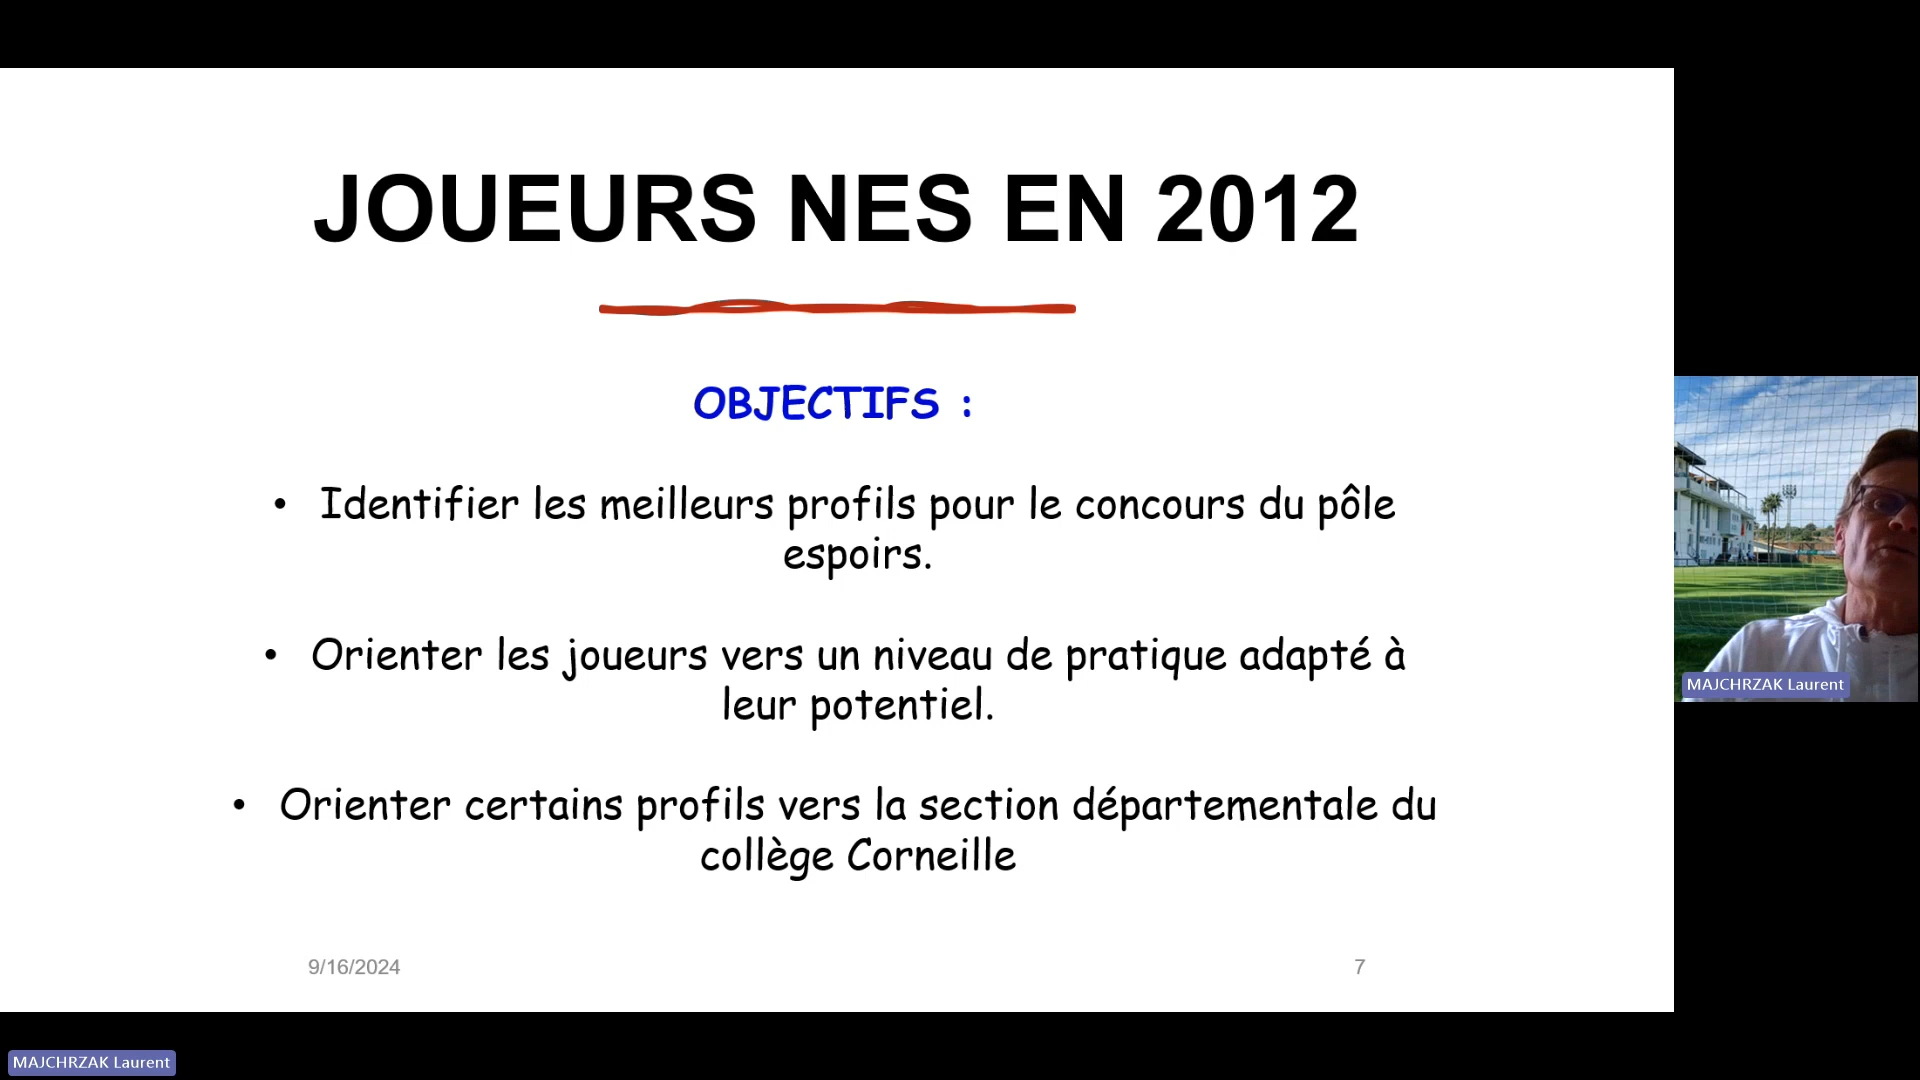 JOUEURS NES EN 2012
OBJECTIFS :
• Identifier les meilleurs profils pour le concours du pôle
espoirs.
• Orienter les joueurs vers un niveau de pratique adapté à
leur potentiel.
• Orienter certains profils vers la section départementale du
collège Corneille
9/16/2024
7
MAJCHRZAK Laurent
MAJCHRZAK Laurent